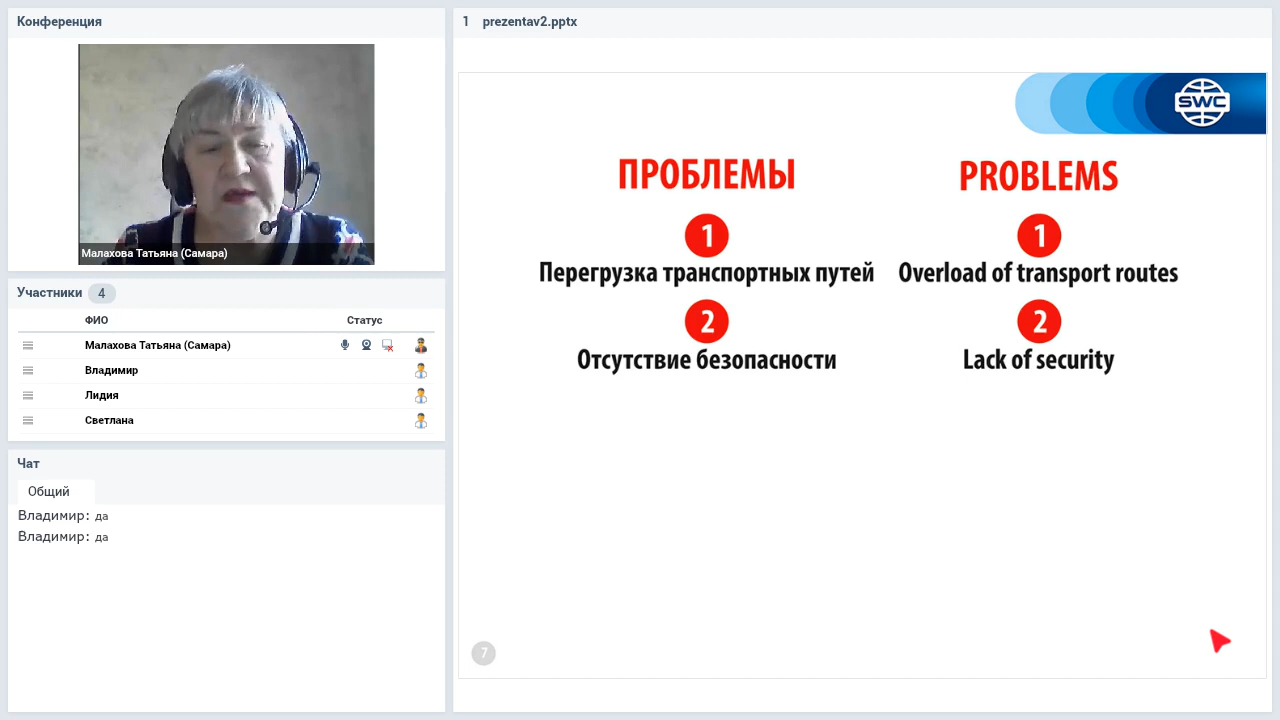 Конференция
Малахова Татьяна (Самара)
Участники 4
ФИО Статус
Малахова Татьяна (Самара)
Владимир
Лидия
Светлана
Чат
Общий
Владимир: да
Владимир: да
1 prezentav2.pptx
SWC
ПРОБЛЕМЫ
1
Перегрузка транспортных путей
2
Отсутствие безопасности
PROBLEMS
1
Overload of transport routes
2
Lack of security
7